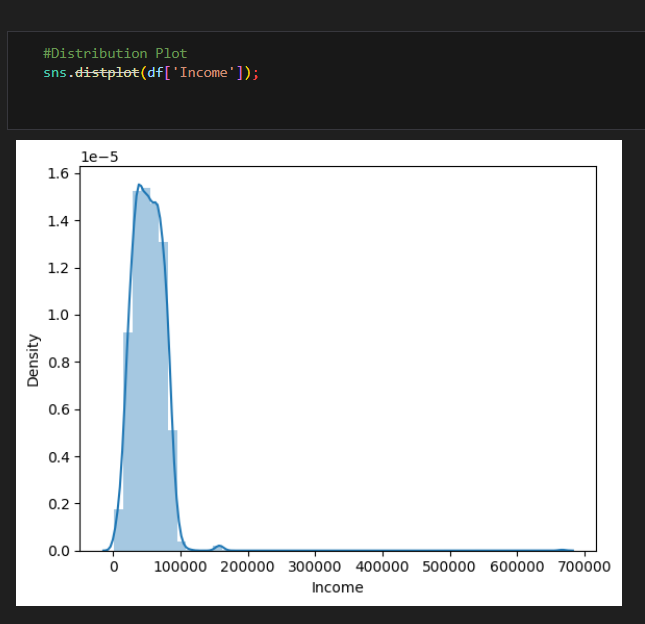 #Distribution Plot
sns.distplot(df['Income']);
1e−5
1.6
1.4
1.2
1.0
0.8
0.6
0.4
0.2
0.0
Density
0 100000 200000 300000 400000 500000 600000 700000
Income